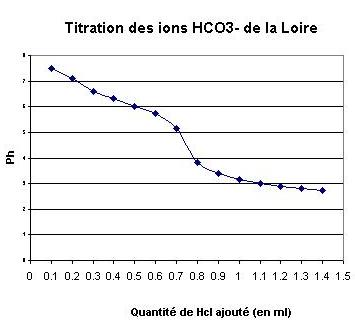 Titration des ions HCO3- de la Loire
Ph
8
7
6
5
4
3
2
1
0
0 0.1 0.2 0.3 0.4 0.5 0.6 0.7 0.8 0.9 1 1.1 1.2 1.3 1.4 1.5
Quantité de Hcl ajouté (en ml)